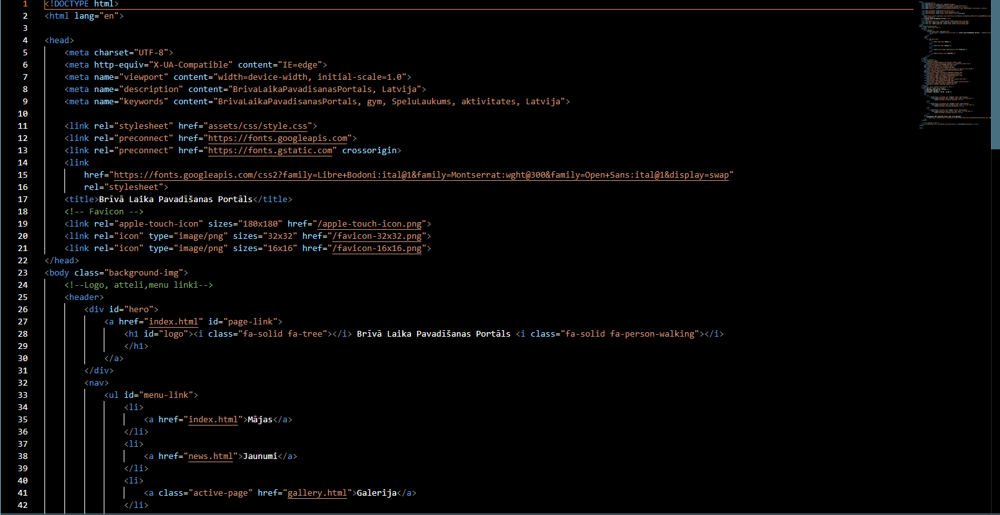 1 <!DOCTYPE html>
2 <html lang="en">
3
4 <head>
5     <meta charset="UTF-8">
6     <meta http-equiv="X-UA-Compatible" content="IE=edge">
7     <meta name="viewport" content="width=device-width, initial-scale=1.0">
8     <meta name="description" content="BrivaLaikaPavadisanasPortals, Latvija">
9     <meta name="keywords" content="BrivaLaikaPavadisanasPortals, gym, SpeluLaukums, aktivitates, Latvija">
10
11     <link rel="stylesheet" href="assets/css/style.css">
12     <link rel="preconnect" href="https://fonts.googleapis.com">
13     <link rel="preconnect" href="https://fonts.gstatic.com" crossorigin>
14     <link
15         href="https://fonts.googleapis.com/css2?family=Libre+Bodoni:ital@1&family=Montserrat:wght@300&family=Open+Sans:ital@1&display=swap"
16         rel="stylesheet">
17     <title>Brīvā Laika Pavadīšanas Portāls</title>
18     <!-- Favicon -->
19     <link rel="apple-touch-icon" sizes="180x180" href="/apple-touch-icon.png">
20     <link rel="icon" type="image/png" sizes="32x32" href="/favicon-32x32.png">
21     <link rel="icon" type="image/png" sizes="16x16" href="/favicon-16x16.png">
22 </head>
23 <body class="background-img">
24     <!--Logo, atteli,menu linki-->
25     <header>
26         <div id="hero">
27             <a href="index.html" id="page-link">
28                 <h1 id="logo"><i class="fa-solid fa-tree"></i> Brīvā Laika Pavadīšanas Portāls <i class="fa-solid fa-person-walking"></i>
29                 </h1>
30             </a>
31         </div>
32         <nav>
33             <ul id="menu-link">
34                 <li>
35                     <a href="index.html">Mājas</a>
36                 </li>
37                 <li>
38                     <a href="news.html">Jaunumi</a>
39                 </li>
40                 <li>
41                     <a class="active-page" href="gallery.html">Galerija</a>
42                 </li>